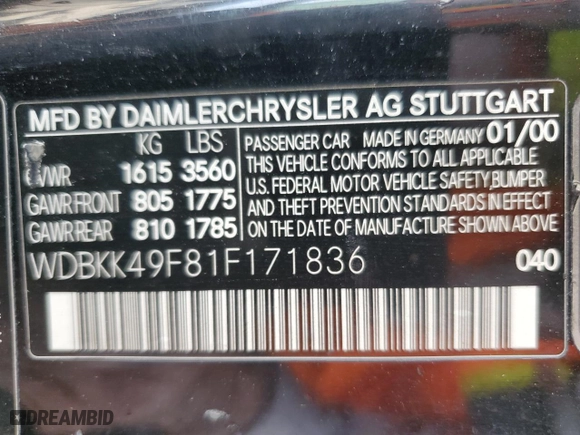 MFD BY DAIMLERCHRYSLER AG STUTTGART
KG LBS
GVWR 1615 3560
GAWR FRONT 805 1775
GAWR REAR 810 1785
PASSENGER CAR MADE IN GERMANY 01/00
THIS VEHICLE CONFORMS TO ALL APPLICABLE
U.S. FEDERAL MOTOR VEHICLE SAFETY,BUMPER
AND THEFT PREVENTION STANDARDS IN EFFECT
ON THE DATE OF MANUFACTURE SHOWN ABOVE
WDBKK49F81F171836 040
DREAMBID